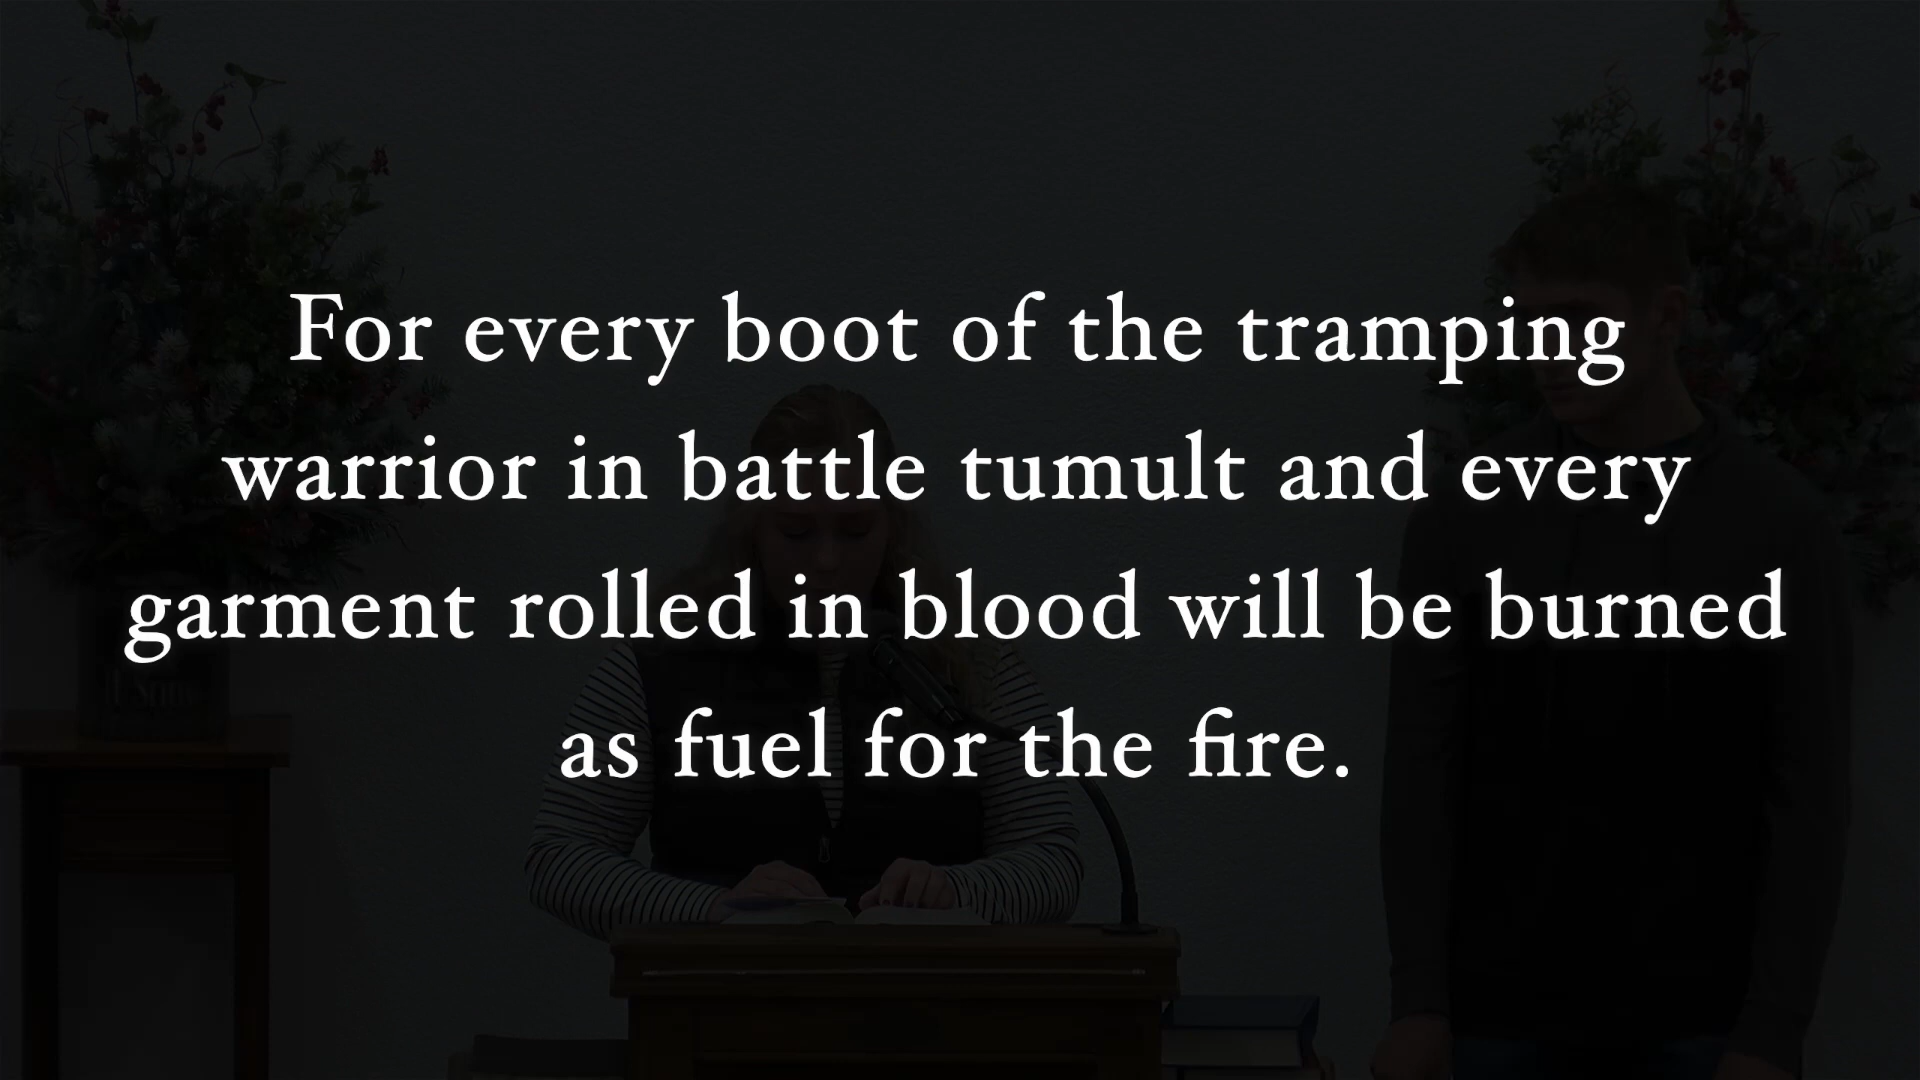 For every boot of the tramping
warrior in battle tumult and every
garment rolled in blood will be burned
as fuel for the fire.